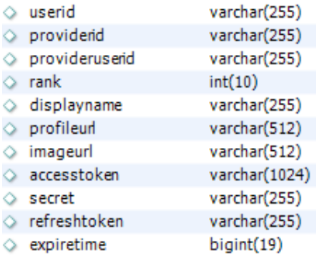 userid varchar(255)
providerid varchar(255)
provideruserid varchar(255)
rank int(10)
displayname varchar(255)
profileurl varchar(512)
imageurl varchar(512)
accesstoken varchar(1024)
secret varchar(255)
refreshtoken varchar(255)
expiretime bigint(19)